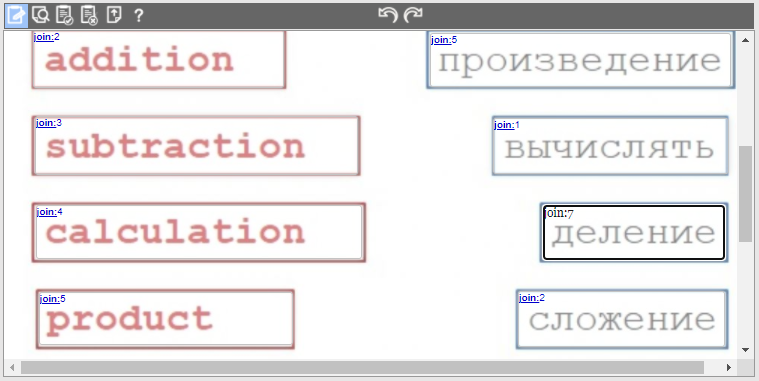 ?
join:2
addition
join:5
произведение
join:3
subtraction
join:1
вычислять
join:4
calculation
join:7
деление
join:5
product
join:2
сложение